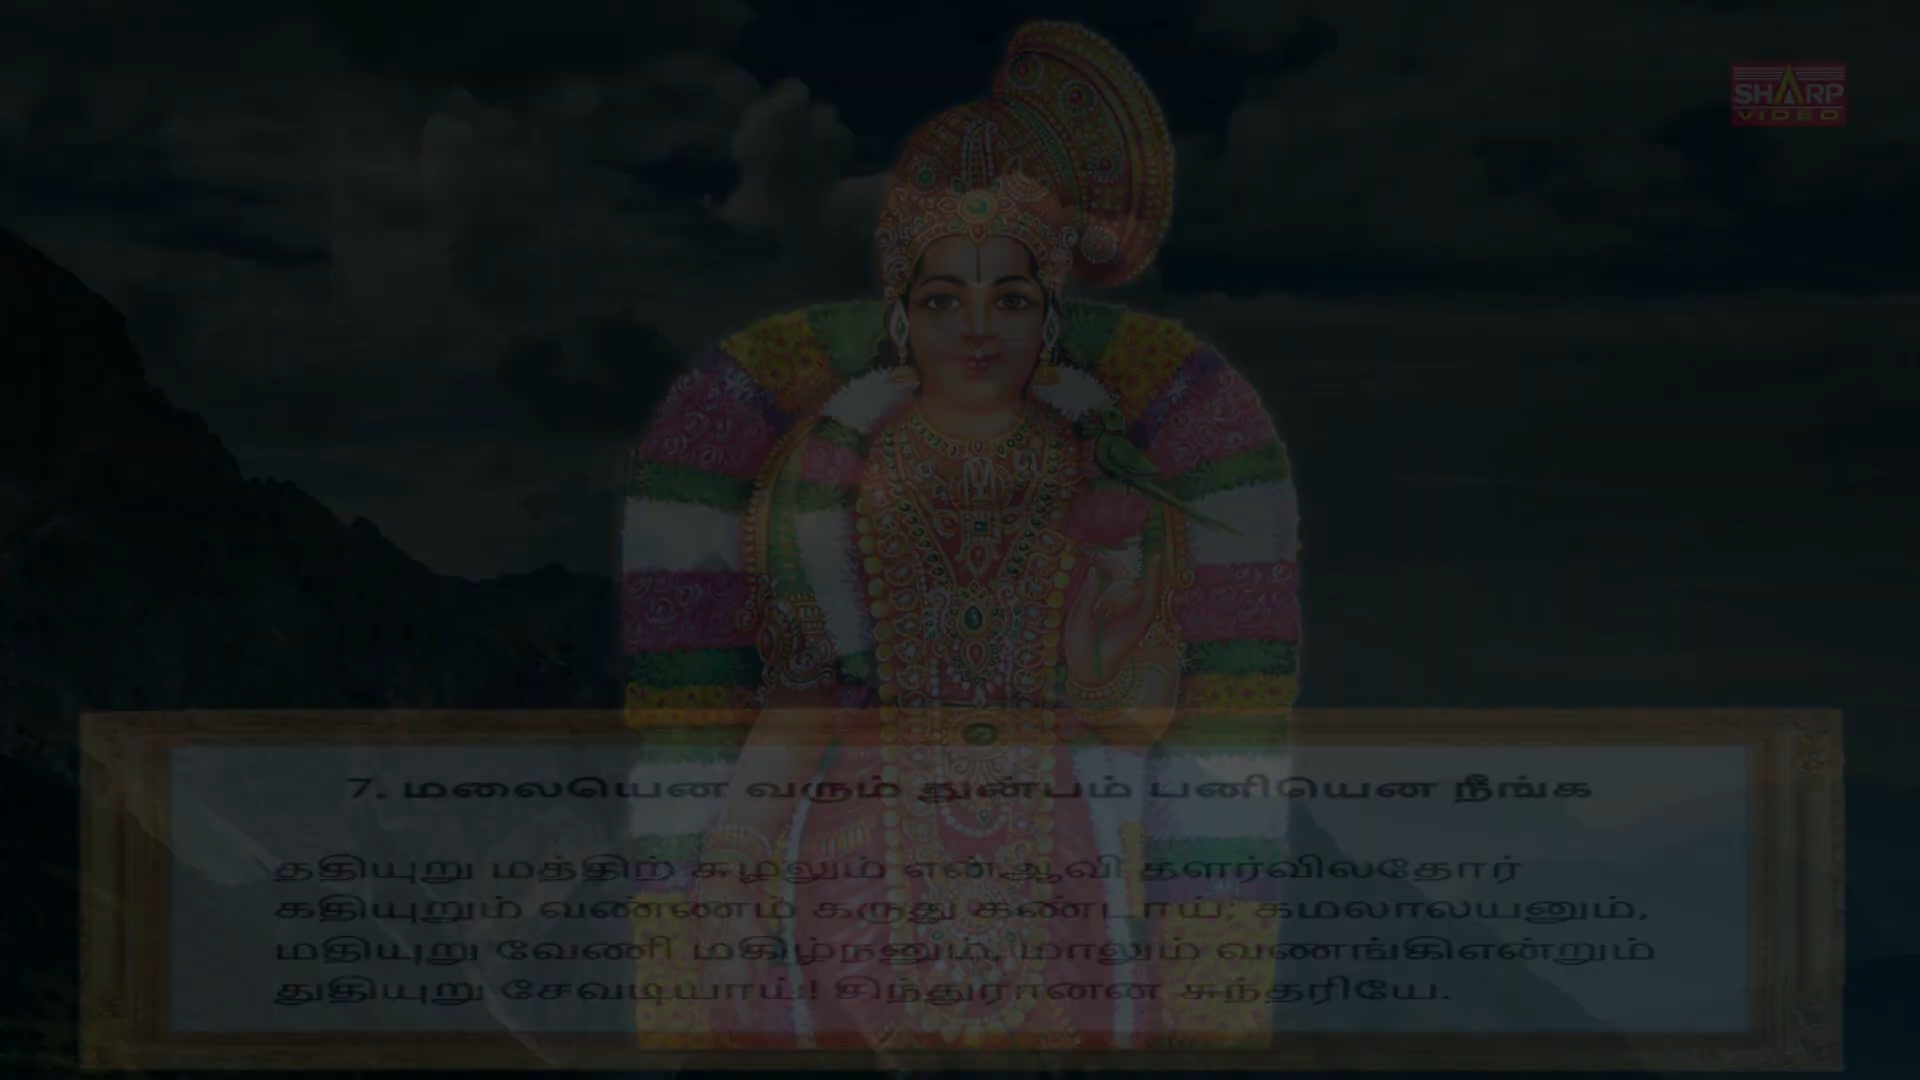 SHARP
VIDEO
7. மலையென வரும் துன்பம் பனியென நீங்க
ததியுறு மத்திற் சுழலும் என்ஆவி தளர்விலதோர்
கதியுறும் வண்ணம் கருது கண்டாய்; கமலாலயனும்,
மதியுறு வேணி மகிழ்நனும், மாலும் வணங்கிஎன்றும்
துதியுறு சேவடியாய்! சிந்துரானன சுந்தரியே.